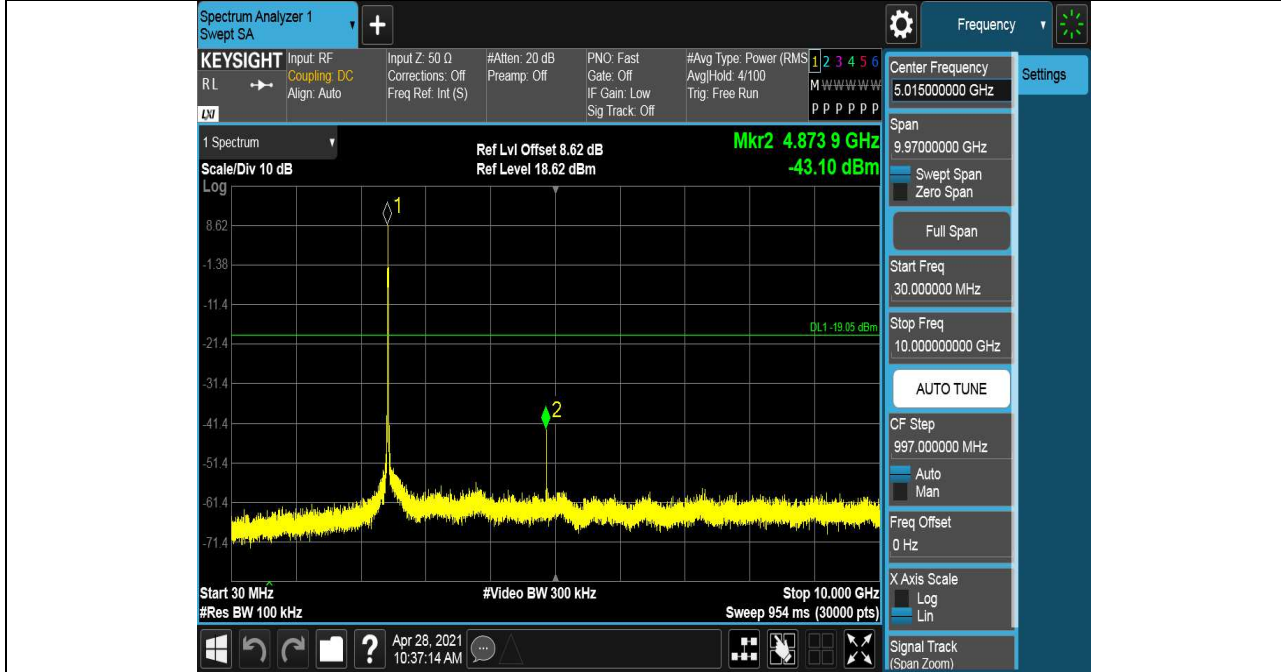 Spectrum Analyzer 1
Swept SA
+
Frequency
KEYSIGHT
RL
LXI
Input: RF
Coupling: DC
Align: Auto
Input Z: 50 Ω
Corrections: Off
Freq Ref: Int (S)
#Atten: 20 dB
Preamp: Off
PNO: Fast
Gate: Off
IF Gain: Low
Sig Track: Off
#Avg Type: Power (RMS
Avg|Hold: 4/100
Trig: Free Run
1 2 3 4 5 6
M W W W W W
P P P P P P
Center Frequency
5.015000000 GHz
Settings
1 Spectrum
Scale/Div 10 dB
Log
Ref Lvl Offset 8.62 dB
Ref Level 18.62 dBm
Mkr2 4.873 9 GHz
-43.10 dBm
Span
9.97000000 GHz
Swept Span
Zero Span
Full Span
Start Freq
30.000000 MHz
Stop Freq
10.000000000 GHz
AUTO TUNE
CF Step
997.000000 MHz
Auto
Man
Freq Offset
0 Hz
X Axis Scale
Log
Lin
Signal Track
(Span Zoom)
1
8.62
-1.38
-11.4
DL1 -19.05 dBm
-21.4
-31.4
2
-41.4
-51.4
-61.4
-71.4
Start 30 MHz
#Video BW 300 kHz
Stop 10.000 GHz
#Res BW 100 kHz
Sweep 954 ms (30000 pts)
?
Apr 28, 2021
10:37:14 AM